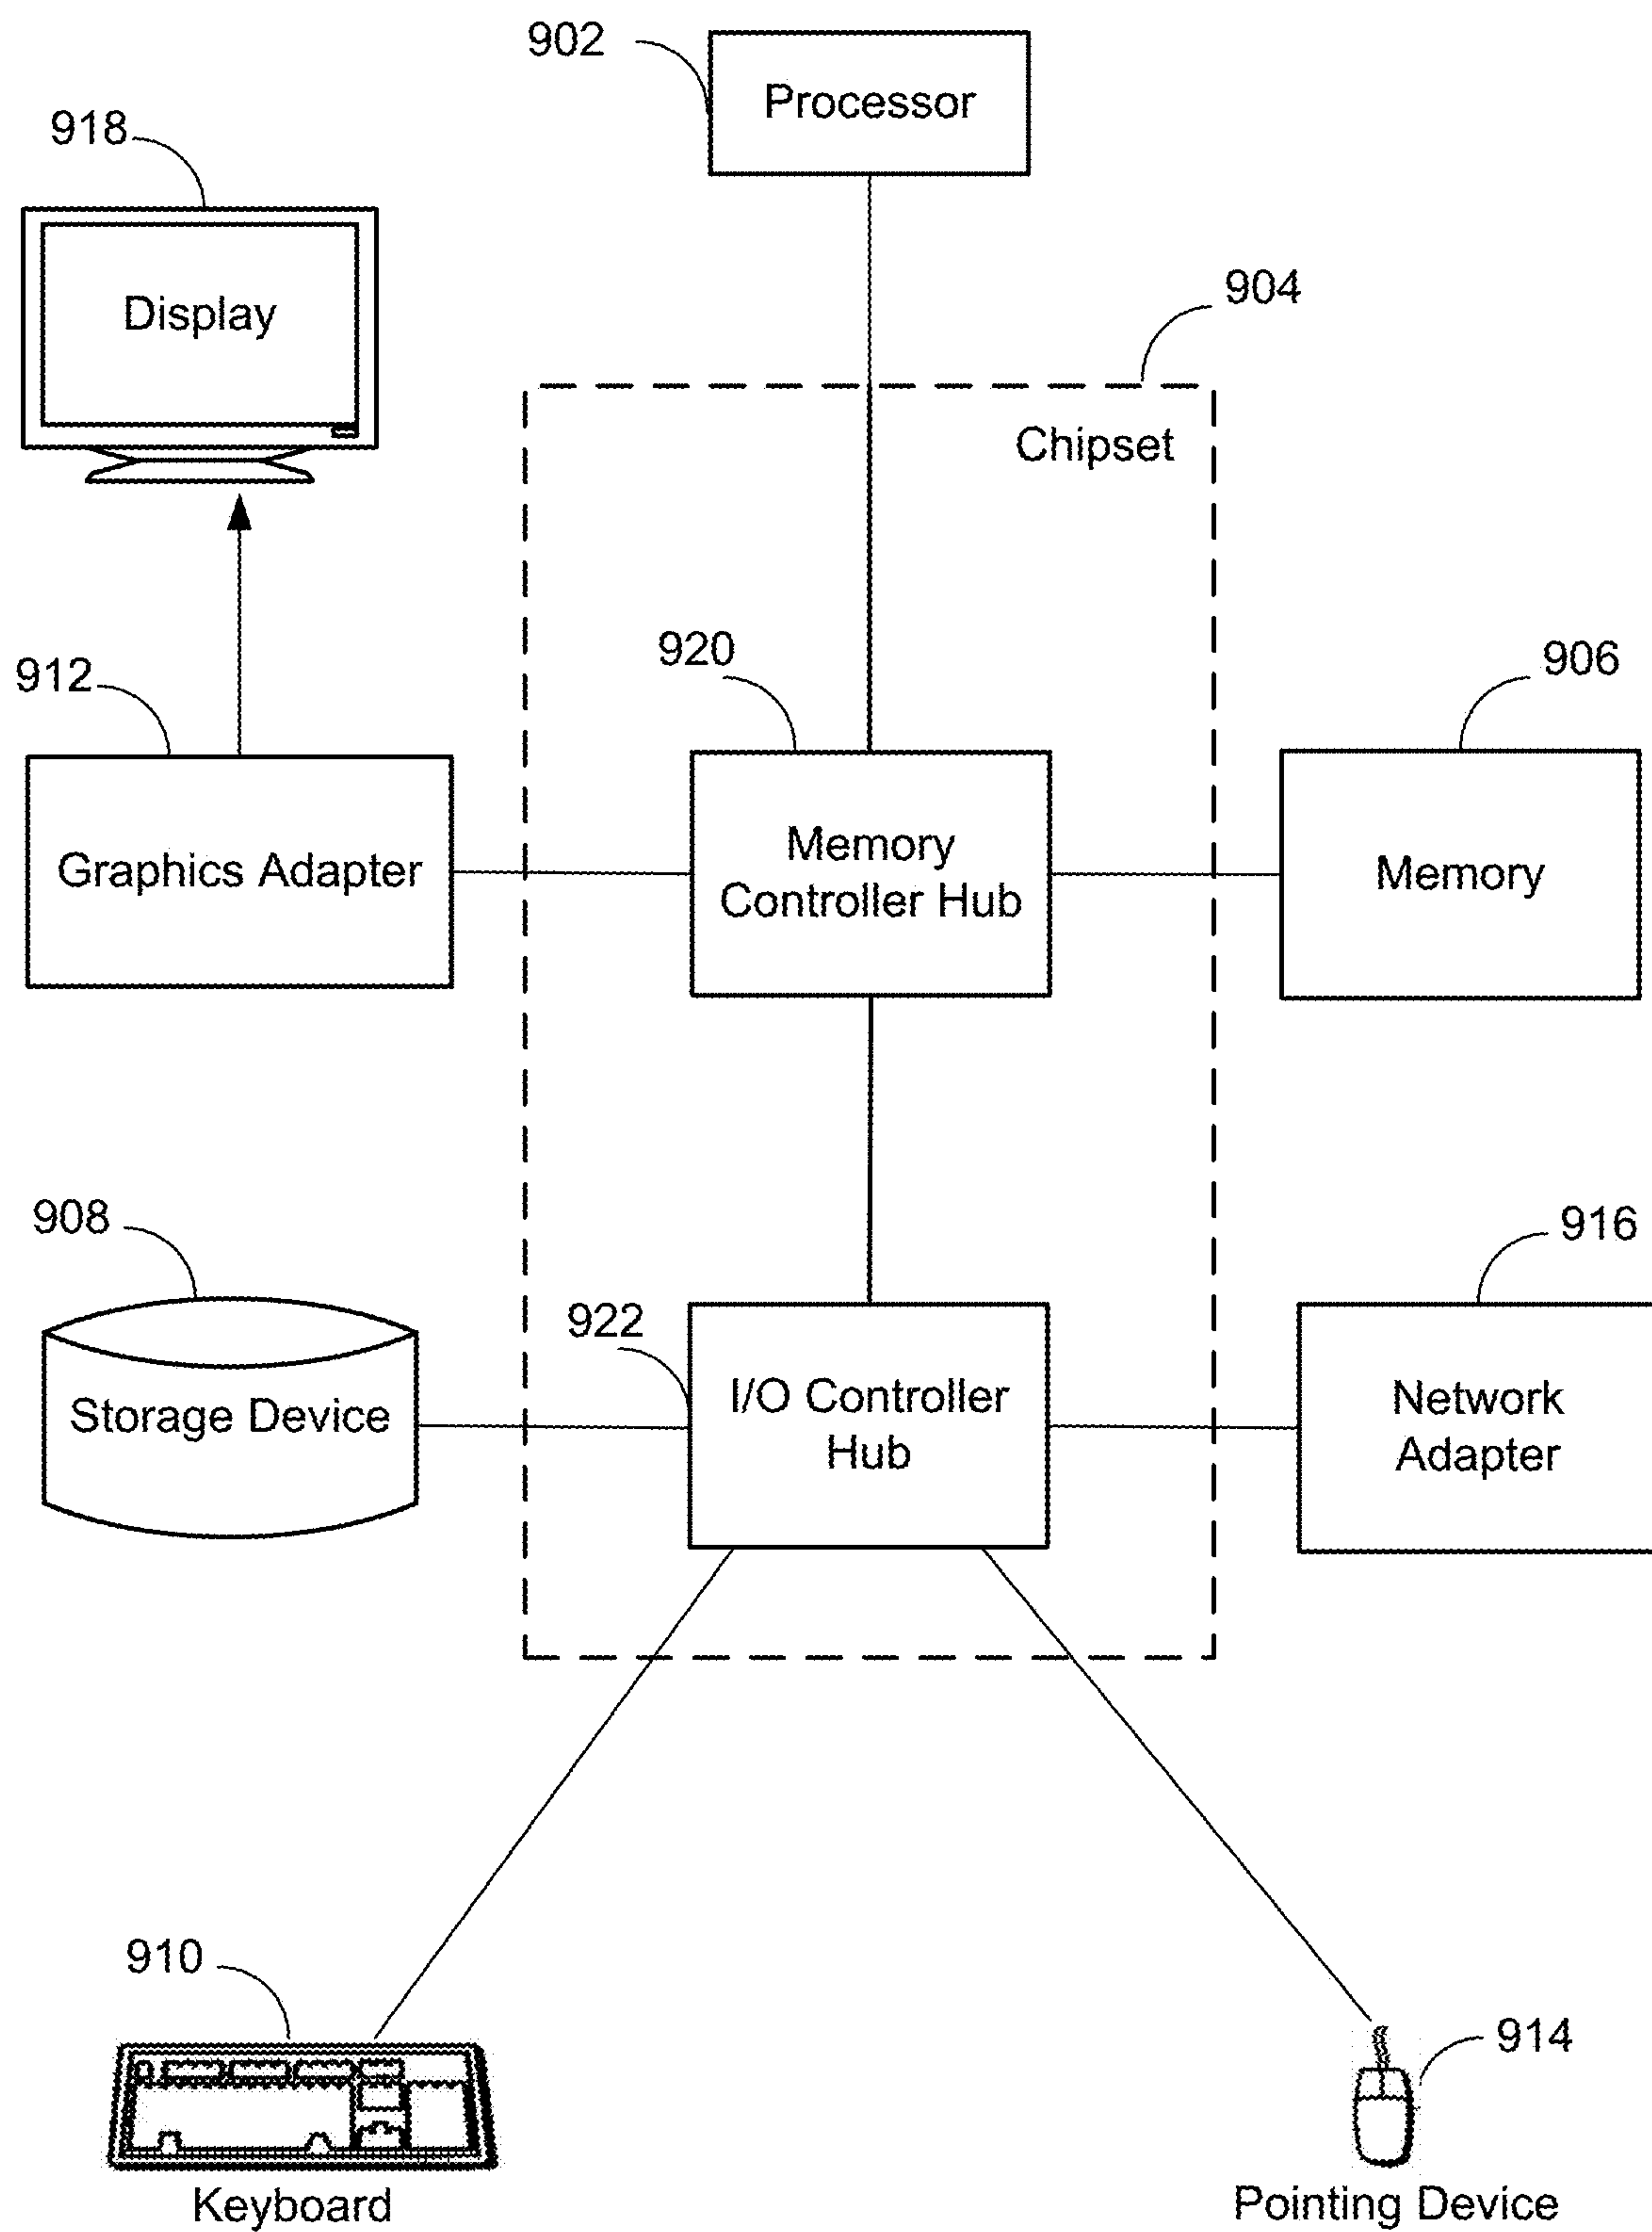 902
Processor
918
Display
904
Chipset
920
906
912
Memory
Controller Hub
Graphics Adapter
Memory
908
916
922
I/O Controller
Hub
Storage Device
Network
Adapter
910
914
Keyboard
Pointing Device